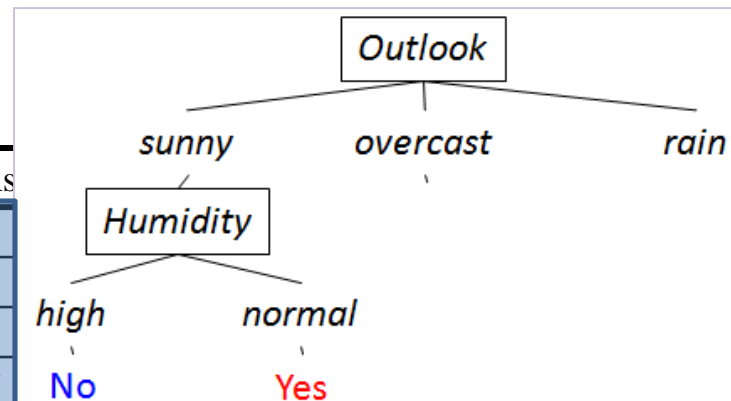 Outlook
sunny overcast rain
Humidity
high normal
No Yes